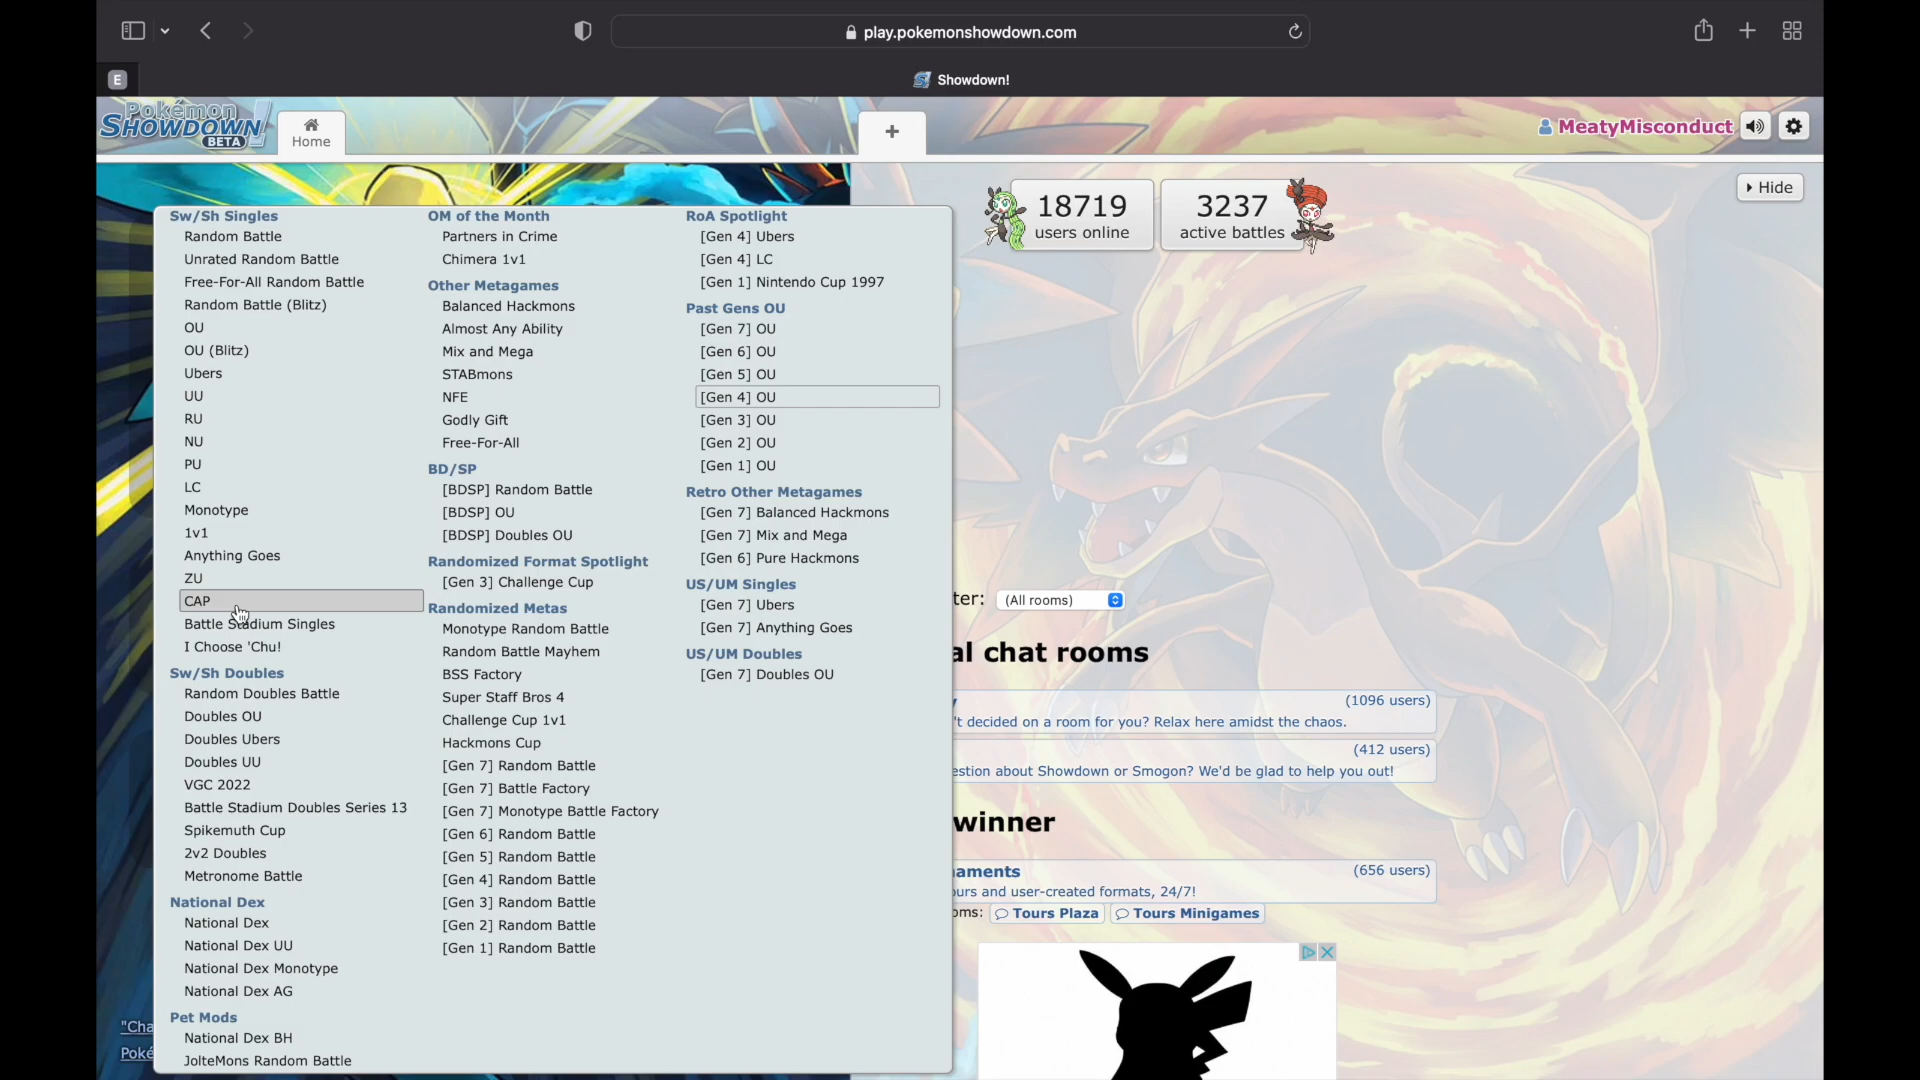 play.pokemonshowdown.com
E
Showdown!
Pokémon
SHOWDOWN
BETA
Home
+
MeatyMisconduct
Hide
18719
users online
3237
active battles
Sw/Sh Singles
Random Battle
Unrated Random Battle
Free-For-All Random Battle
Random Battle (Blitz)
OU
OU (Blitz)
Ubers
UU
RU
NU
PU
LC
Monotype
1v1
Anything Goes
ZU
CAP
Battle Stadium Singles
I Choose 'Chu!
Sw/Sh Doubles
Random Doubles Battle
Doubles OU
Doubles Ubers
Doubles UU
VGC 2022
Battle Stadium Doubles Series 13
Spikemuth Cup
2v2 Doubles
Metronome Battle
National Dex
National Dex
National Dex UU
National Dex Monotype
National Dex AG
Pet Mods
National Dex BH
JolteMons Random Battle
OM of the Month
Partners in Crime
Chimera 1v1
Other Metagames
Balanced Hackmons
Almost Any Ability
Mix and Mega
STABmons
NFE
Godly Gift
Free-For-All
BD/SP
[BDSP] Random Battle
[BDSP] OU
[BDSP] Doubles OU
Randomized Format Spotlight
[Gen 3] Challenge Cup
Randomized Metas
Monotype Random Battle
Random Battle Mayhem
BSS Factory
Super Staff Bros 4
Challenge Cup 1v1
Hackmons Cup
[Gen 7] Random Battle
[Gen 7] Battle Factory
[Gen 7] Monotype Battle Factory
[Gen 6] Random Battle
[Gen 5] Random Battle
[Gen 4] Random Battle
[Gen 3] Random Battle
[Gen 2] Random Battle
[Gen 1] Random Battle
RoA Spotlight
[Gen 4] Ubers
[Gen 4] LC
[Gen 1] Nintendo Cup 1997
Past Gens OU
[Gen 7] OU
[Gen 6] OU
[Gen 5] OU
[Gen 4] OU
[Gen 3] OU
[Gen 2] OU
[Gen 1] OU
Retro Other Metagames
[Gen 7] Balanced Hackmons
[Gen 7] Mix and Mega
[Gen 6] Pure Hackmons
US/UM Singles
[Gen 7] Ubers
[Gen 7] Anything Goes
US/UM Doubles
[Gen 7] Doubles OU
ter: (All rooms)
al chat rooms
(1096 users)
't decided on a room for you? Relax here amidst the chaos.
(412 users)
estion about Showdown or Smogon? We'd be glad to help you out!
winner
aments (656 users)
ours and user-created formats, 24/7!
oms: Tours Plaza Tours Minigames
"Cha
Poké